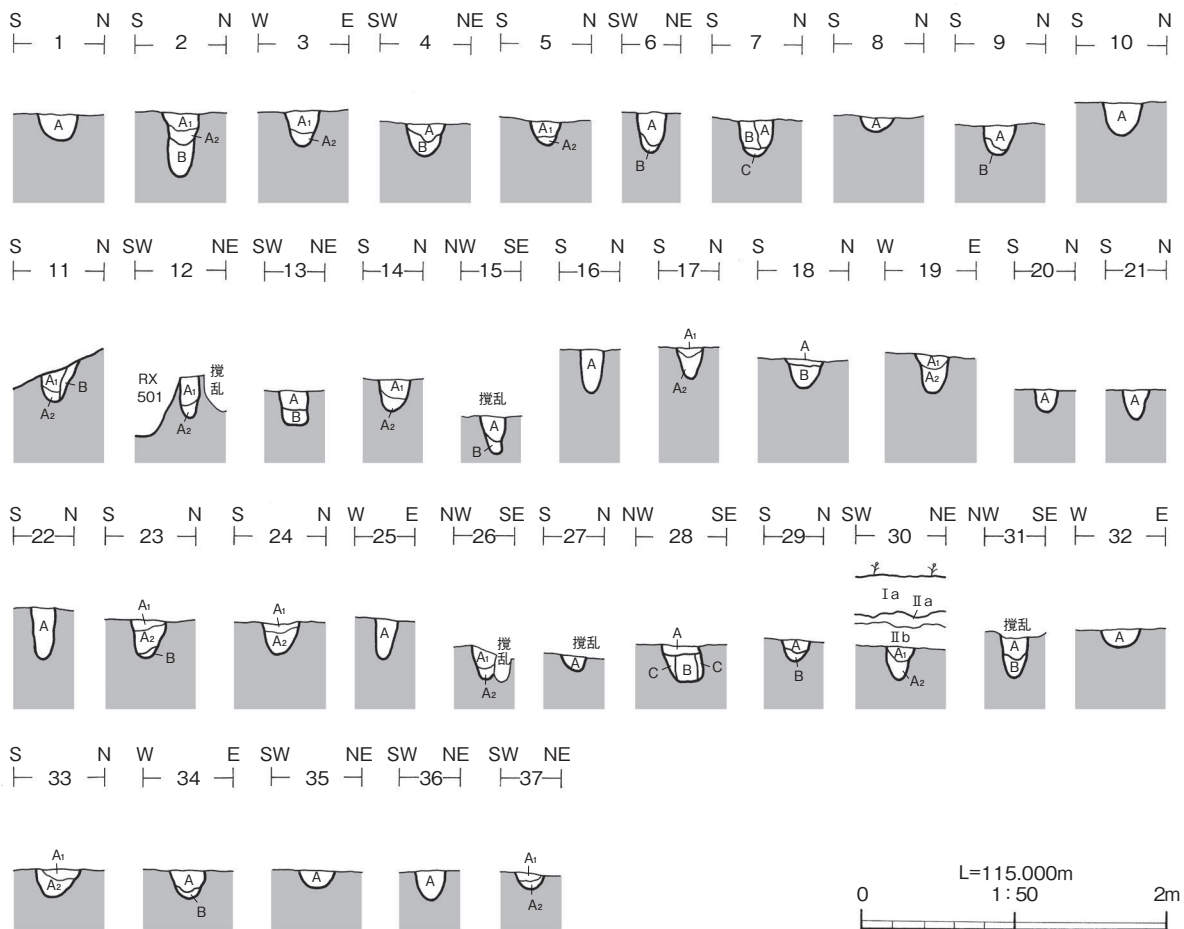 S 1 N S 2 N W 3 E SW 4 NE S 5 N SW 6 NE S 7 N S 8 N S 9 N S 10 N
A A1 A2 B A1 A2 A B A1 A2 A B B A C A A B A
S 11 N SW 12 NE SW 13 NE S 14 N NW 15 SE S 16 N S 17 N S 18 N W 19 E S 20 N S 21 N
A1 B A2 RX 501 A1 A2 撹乱 A B A1 A2 撹乱 A B A A1 A2 A B A1 A2 A A
S 22 N S 23 N S 24 N W 25 E NW 26 SE S 27 N NW 28 SE S 29 N SW 30 NE NW 31 SE W 32 E
A A1 A2 B A1 A2 A A1 A2 撹乱 撹乱 A A C B C A B Ⅰa Ⅱa Ⅱb A1 A2 撹乱 A B A
S 33 N W 34 E SW 35 NE SW 36 NE SW 37 NE
A1 A2 A B A A A1 A2
L=115.000m
0 1:50 2m